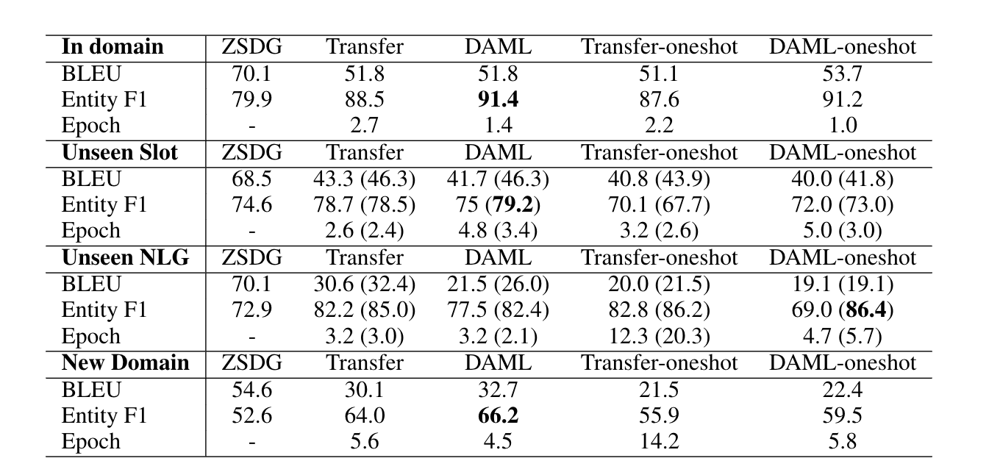 In domain ZSDG Transfer DAML Transfer-oneshot DAML-oneshot
BLEU 70.1 51.8 51.8 51.1 53.7
Entity F1 79.9 88.5 91.4 87.6 91.2
Epoch - 2.7 1.4 2.2 1.0
Unseen Slot ZSDG Transfer DAML Transfer-oneshot DAML-oneshot
BLEU 68.5 43.3 (46.3) 41.7 (46.3) 40.8 (43.9) 40.0 (41.8)
Entity F1 74.6 78.7 (78.5) 75 (79.2) 70.1 (67.7) 72.0 (73.0)
Epoch - 2.6 (2.4) 4.8 (3.4) 3.2 (2.6) 5.0 (3.0)
Unseen NLG ZSDG Transfer DAML Transfer-oneshot DAML-oneshot
BLEU 70.1 30.6 (32.4) 21.5 (26.0) 20.0 (21.5) 19.1 (19.1)
Entity F1 72.9 82.2 (85.0) 77.5 (82.4) 82.8 (86.2) 69.0 (86.4)
Epoch - 3.2 (3.0) 3.2 (2.1) 12.3 (20.3) 4.7 (5.7)
New Domain ZSDG Transfer DAML Transfer-oneshot DAML-oneshot
BLEU 54.6 30.1 32.7 21.5 22.4
Entity F1 52.6 64.0 66.2 55.9 59.5
Epoch - 5.6 4.5 14.2 5.8